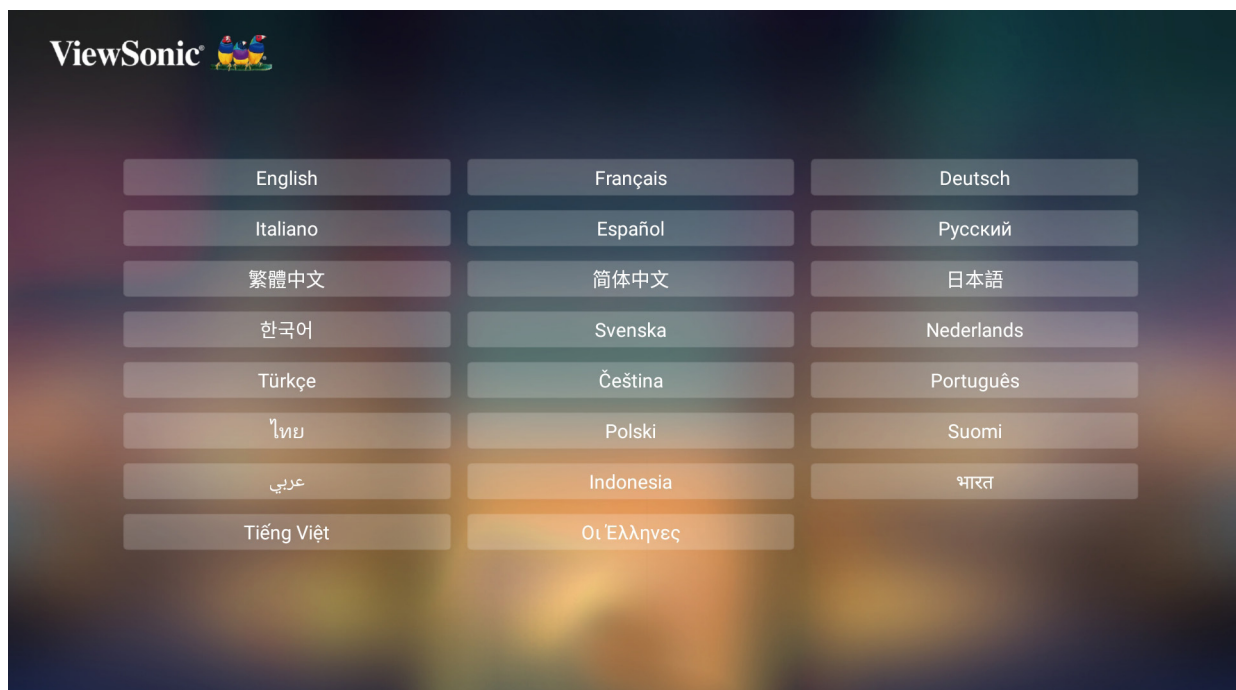 ViewSonic®
English Français Deutsch
Italiano Español Русский
繁體中文 简体中文 日本語
한국어 Svenska Nederlands
Türkçe Čeština Português
ไทย Polski Suomi
عربي Indonesia भारत
Tiếng Việt Οι Έλληνες